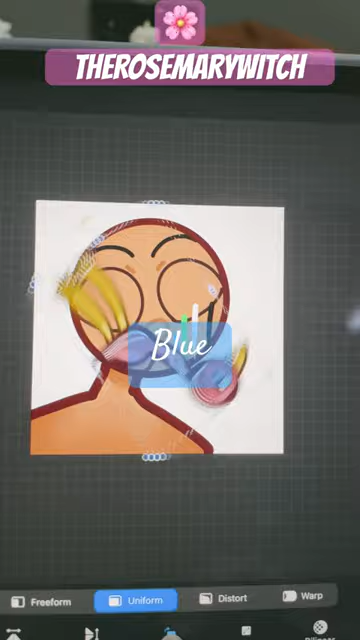 THEROSEMARYWITCH
Blue
Freeform
Uniform
Distort
Warp